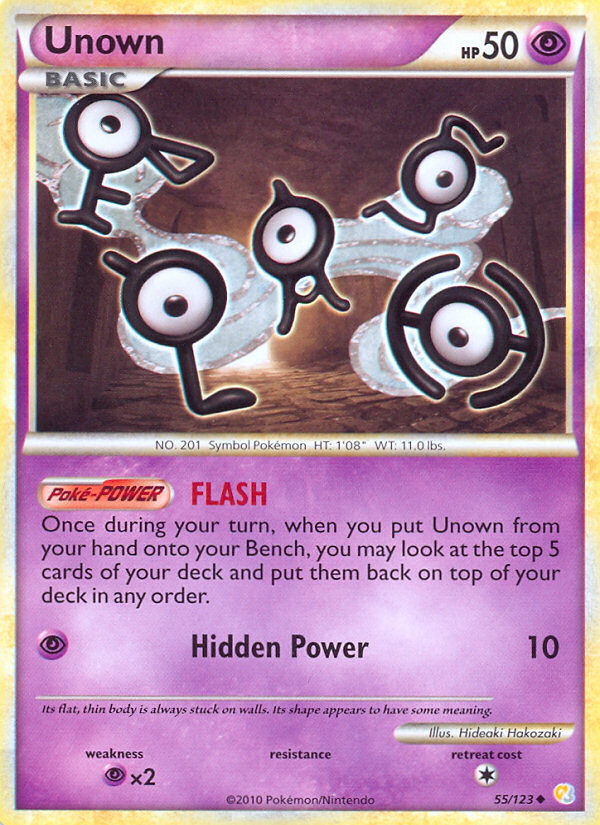 Unown
HP 50
BASIC
NO. 201 Symbol Pokémon HT: 1'08" WT: 11.0 lbs.
Poké-POWER FLASH
Once during your turn, when you put Unown from
your hand onto your Bench, you may look at the top 5
cards of your deck and put them back on top of your
deck in any order.
Hidden Power 10
Its flat, thin body is always stuck on walls. Its shape appears to have some meaning.
Illus. Hideaki Hakozaki
weakness resistance retreat cost
×2
©2010 Pokémon/Nintendo 55/123